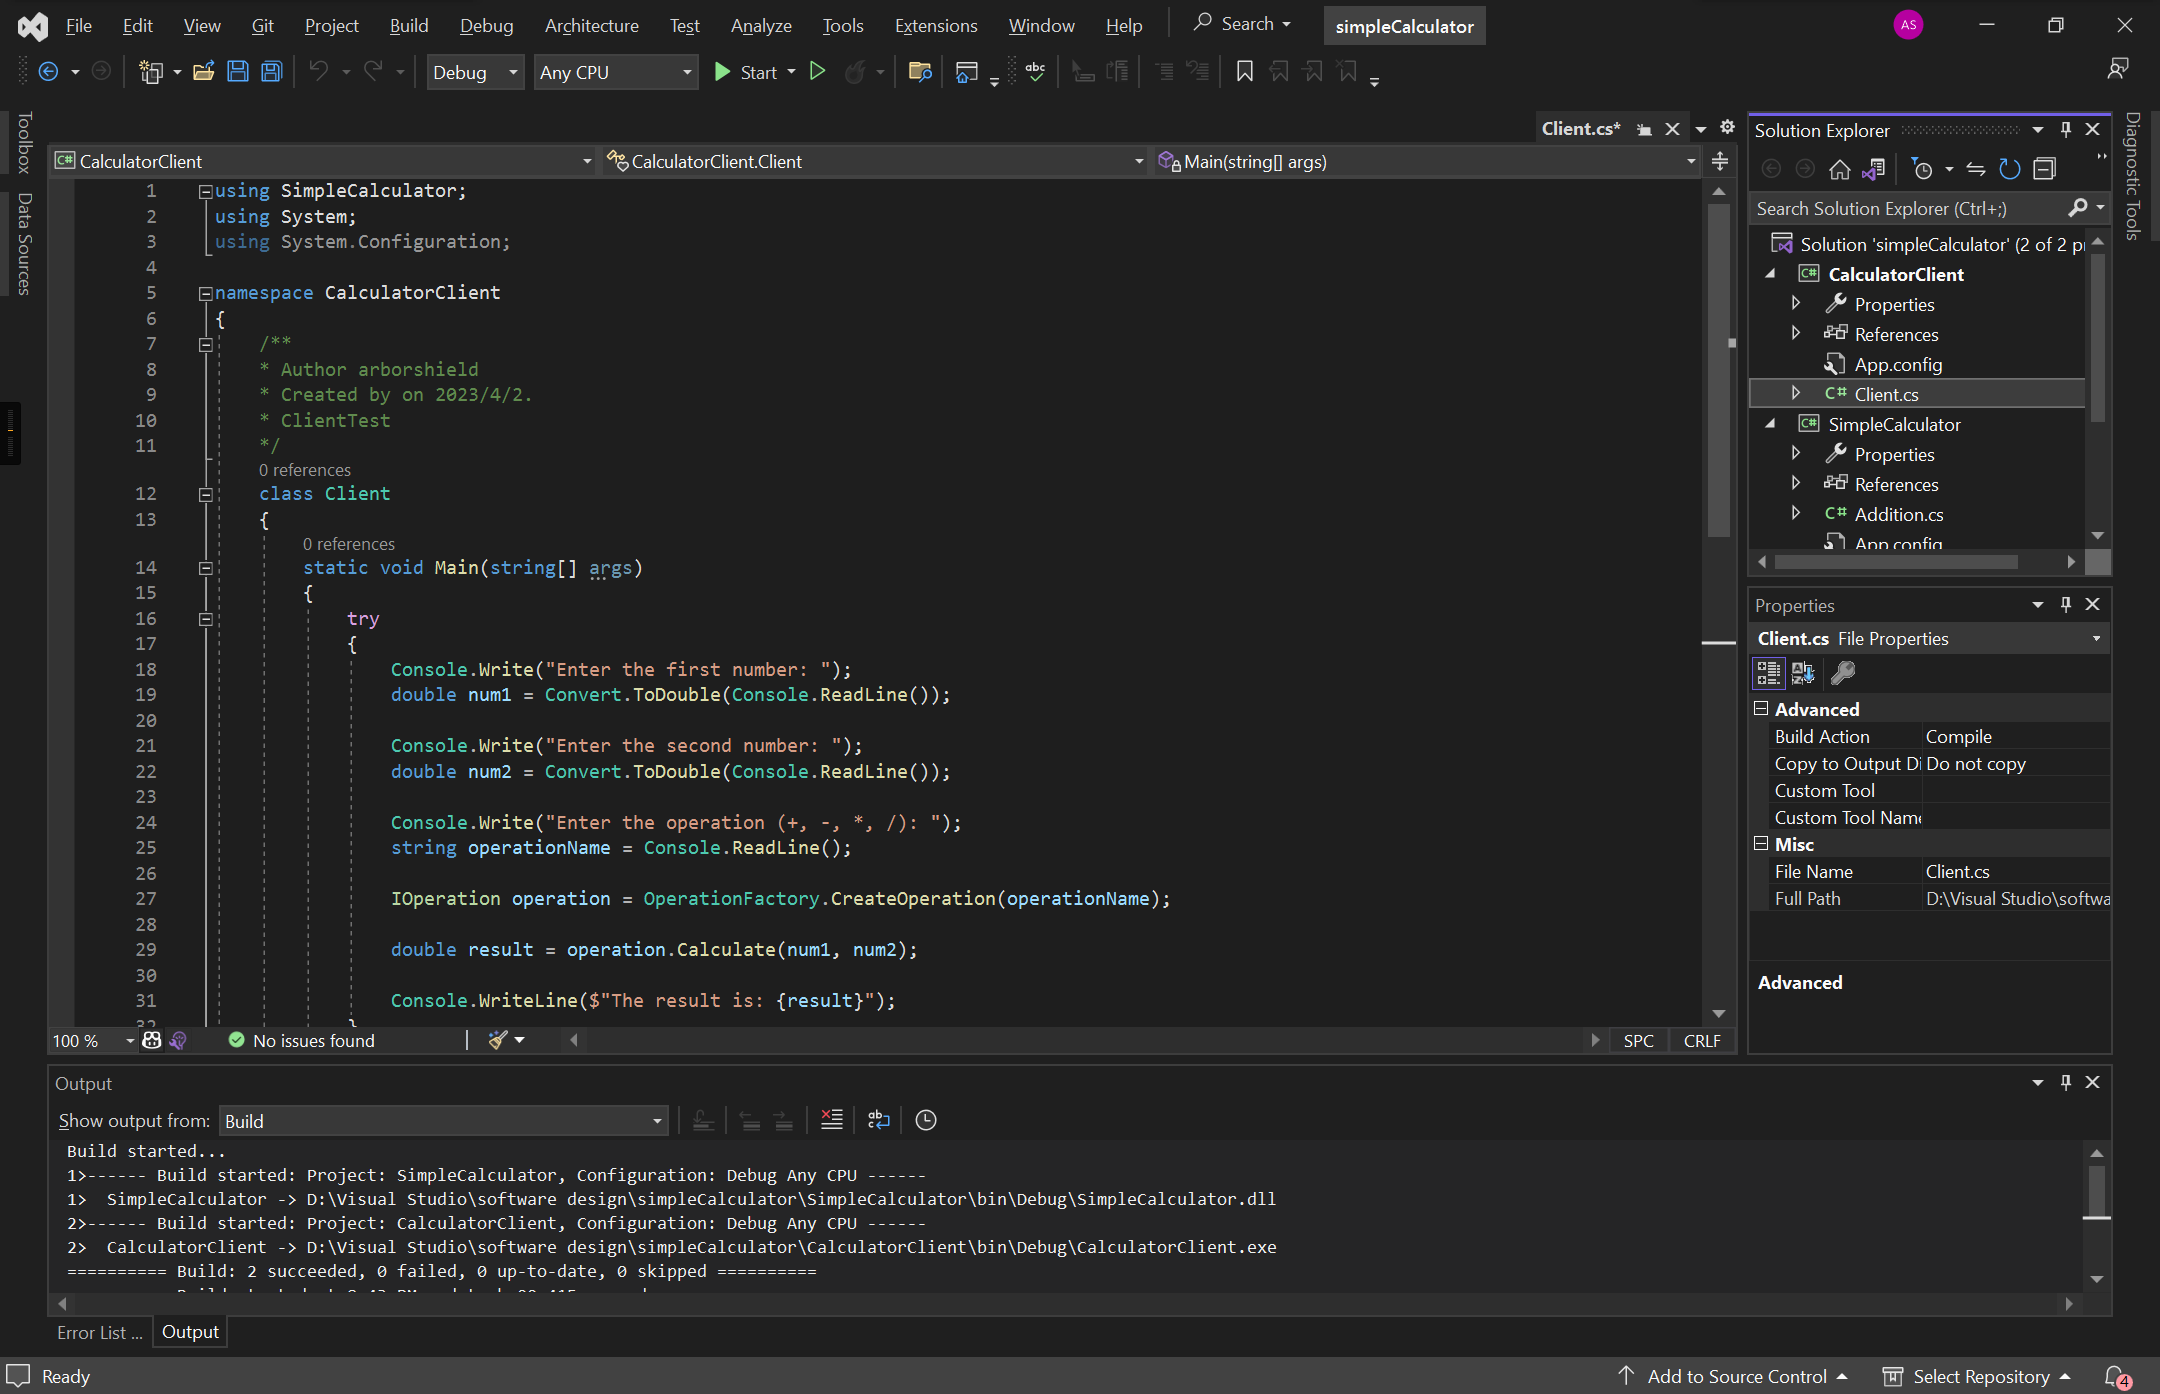 File Edit View Git Project Build Debug Architecture Test Analyze Tools Extensions Window Help Search simpleCalculator AS
Debug Any CPU Start
Toolbox
Data Sources
Client.cs*
CalculatorClient CalculatorClient.Client Main(string[] args)
1 using SimpleCalculator;
2 using System;
3 using System.Configuration;
4
5 namespace CalculatorClient
6 {
7 /**
8 * Author arborshield
9 * Created by on 2023/4/2.
10 * ClientTest
11 */
0 references
12 class Client
13 {
0 references
14 static void Main(string[] args)
15 {
16 try
17 {
18 Console.Write("Enter the first number: ");
19 double num1 = Convert.ToDouble(Console.ReadLine());
20
21 Console.Write("Enter the second number: ");
22 double num2 = Convert.ToDouble(Console.ReadLine());
23
24 Console.Write("Enter the operation (+, -, *, /): ");
25 string operationName = Console.ReadLine();
26
27 IOperation operation = OperationFactory.CreateOperation(operationName);
28
29 double result = operation.Calculate(num1, num2);
30
31 Console.WriteLine($"The result is: {result}");
32 }
100 % No issues found SPC CRLF
Solution Explorer
Search Solution Explorer (Ctrl+;)
Solution 'simpleCalculator' (2 of 2 pr
CalculatorClient
Properties
References
App.config
C# Client.cs
SimpleCalculator
Properties
References
C# Addition.cs
App.config
Properties
Client.cs File Properties
Advanced
Build Action Compile
Copy to Output Di Do not copy
Custom Tool
Custom Tool Name
Misc
File Name Client.cs
Full Path D:\Visual Studio\softwa
Advanced
Diagnostic Tools
Output
Show output from: Build
Build started...
1>------ Build started: Project: SimpleCalculator, Configuration: Debug Any CPU ------
1>  SimpleCalculator -> D:\Visual Studio\software design\simpleCalculator\SimpleCalculator\bin\Debug\SimpleCalculator.dll
2>------ Build started: Project: CalculatorClient, Configuration: Debug Any CPU ------
2>  CalculatorClient -> D:\Visual Studio\software design\simpleCalculator\CalculatorClient\bin\Debug\CalculatorClient.exe
========== Build: 2 succeeded, 0 failed, 0 up-to-date, 0 skipped ==========
Error List ... Output
Ready Add to Source Control Select Repository 4